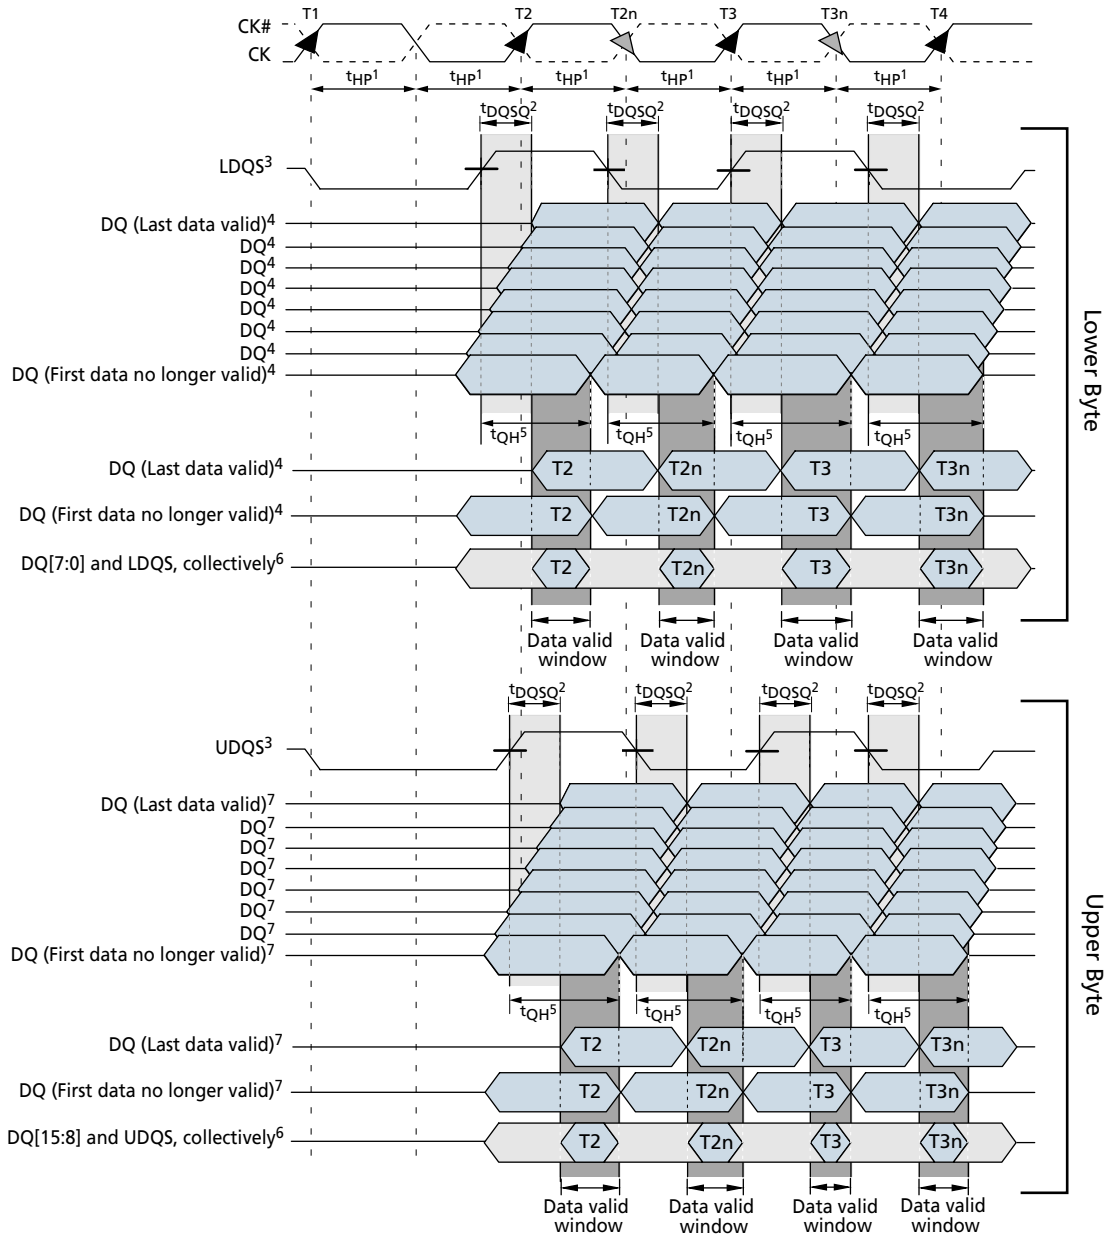 T1 T2 T2n T3 T3n T4
CK#
CK
tHP1 tHP1 tHP1 tHP1 tHP1 tHP1
tDQSQ2 tDQSQ2 tDQSQ2 tDQSQ2
LDQS3
DQ (Last data valid)4
DQ4
DQ4
DQ4
DQ4
DQ4
DQ4
DQ (First data no longer valid)4
tQH5 tQH5 tQH5 tQH5
DQ (Last data valid)4 T2 T2n T3 T3n
DQ (First data no longer valid)4 T2 T2n T3 T3n
DQ[7:0] and LDQS, collectively6 T2 T2n T3 T3n
Data valid window
Data valid window
Data valid window
Data valid window
Lower Byte
tDQSQ2 tDQSQ2 tDQSQ2 tDQSQ2
UDQS3
DQ (Last data valid)7
DQ7
DQ7
DQ7
DQ7
DQ7
DQ7
DQ (First data no longer valid)7
tQH5 tQH5 tQH5 tQH5
DQ (Last data valid)7 T2 T2n T3 T3n
DQ (First data no longer valid)7 T2 T2n T3 T3n
DQ[15:8] and UDQS, collectively6 T2 T2n T3 T3n
Data valid window
Data valid window
Data valid window
Data valid window
Upper Byte